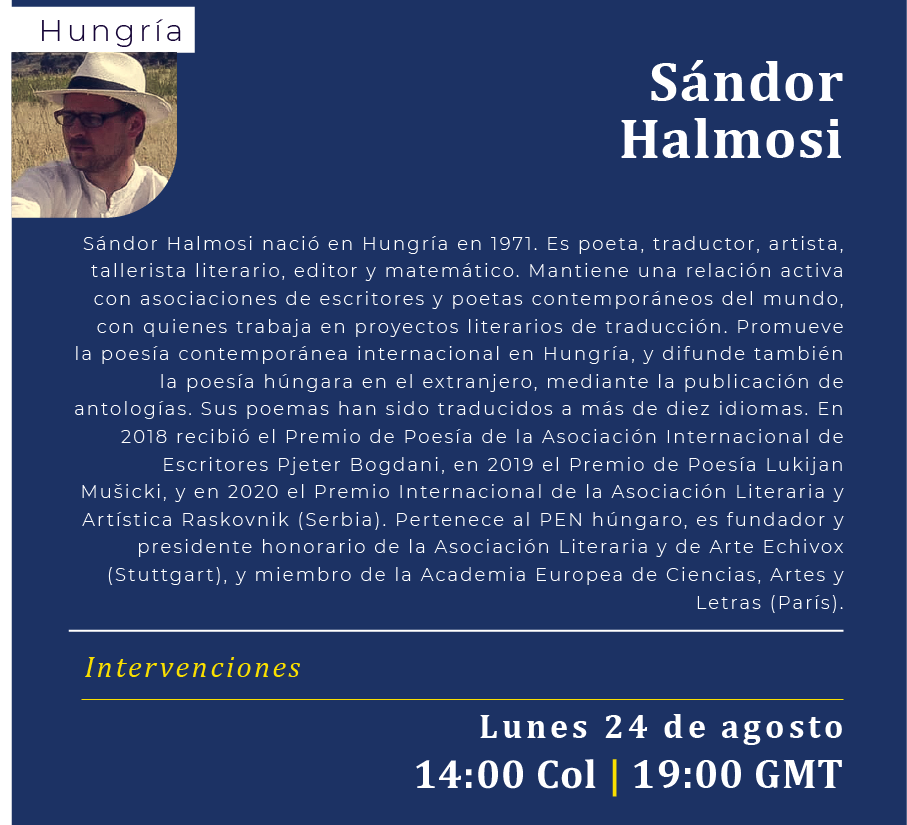 Hungría
Sándor
Halmosi
Sándor Halmosi nació en Hungría en 1971. Es poeta, traductor, artista,
tallerista literario, editor y matemático. Mantiene una relación activa
con asociaciones de escritores y poetas contemporáneos del mundo,
con quienes trabaja en proyectos literarios de traducción. Promueve
la poesía contemporánea internacional en Hungría, y difunde también
la poesía húngara en el extranjero, mediante la publicación de
antologías. Sus poemas han sido traducidos a más de diez idiomas. En
2018 recibió el Premio de Poesía de la Asociación Internacional de
Escritores Pjeter Bogdani, en 2019 el Premio de Poesía Lukijan
Mušicki, y en 2020 el Premio Internacional de la Asociación Literaria y
Artística Raskovnik (Serbia). Pertenece al PEN húngaro, es fundador y
presidente honorario de la Asociación Literaria y de Arte Echivox
(Stuttgart), y miembro de la Academia Europea de Ciencias, Artes y
Letras (París).
Intervenciones
Lunes 24 de agosto
14:00 Col | 19:00 GMT